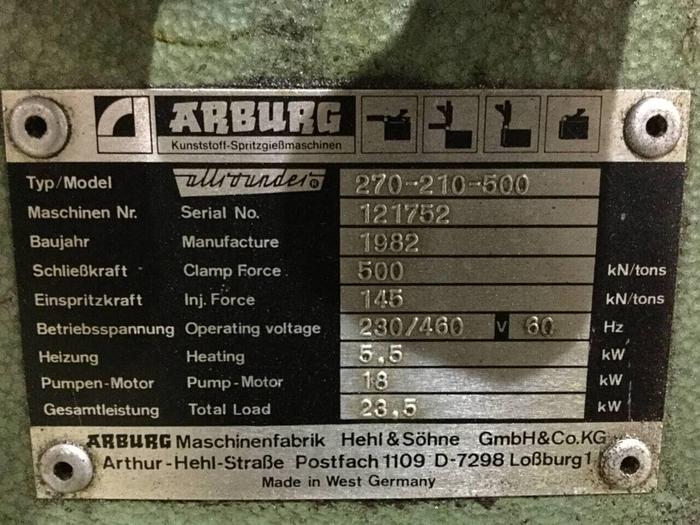 ARBURG
Kunststoff-Spritzgießmaschinen
Typ/Model allrounder ® 270-210-500
Maschinen Nr. Serial No. 121752
Baujahr Manufacture 1982
Schließkraft Clamp Force 500 kN/tons
Einspritzkraft Inj. Force 145 kN/tons
Betriebsspannung Operating voltage 230/460 V 60 Hz
Heizung Heating 5,5 kW
Pumpen-Motor Pump-Motor 18 kW
Gesamtleistung Total Load 23,5 kW
ARBURG Maschinenfabrik Hehl & Söhne GmbH & Co.KG
Arthur-Hehl-Straße Postfach 1109 D-7298 Loßburg 1
Made in West Germany